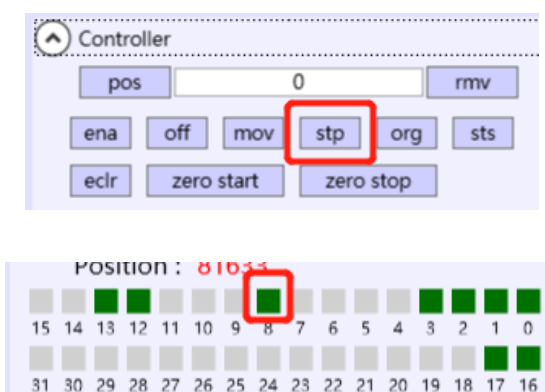 Controller
pos 0 rmv
ena off mov stp org sts
eclr zero start zero stop
Position : 81633
15 14 13 12 11 10 9 8 7 6 5 4 3 2 1 0
31 30 29 28 27 26 25 24 23 22 21 20 19 18 17 16